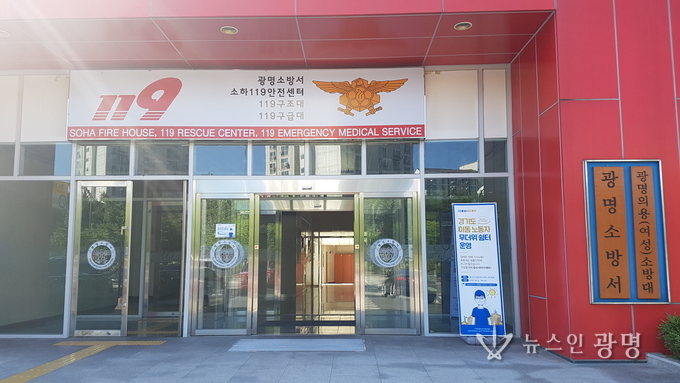 119
광명소방서
소하119안전센터
119구조대
119구급대
SOHA FIRE HOUSE, 119 RESCUE CENTER, 119 EMERGENCY MEDICAL SERVICE
경기도
이동 노동자
무더위 쉼터
운영
광명소방서
광명의용(여성)소방대
뉴스인 광명